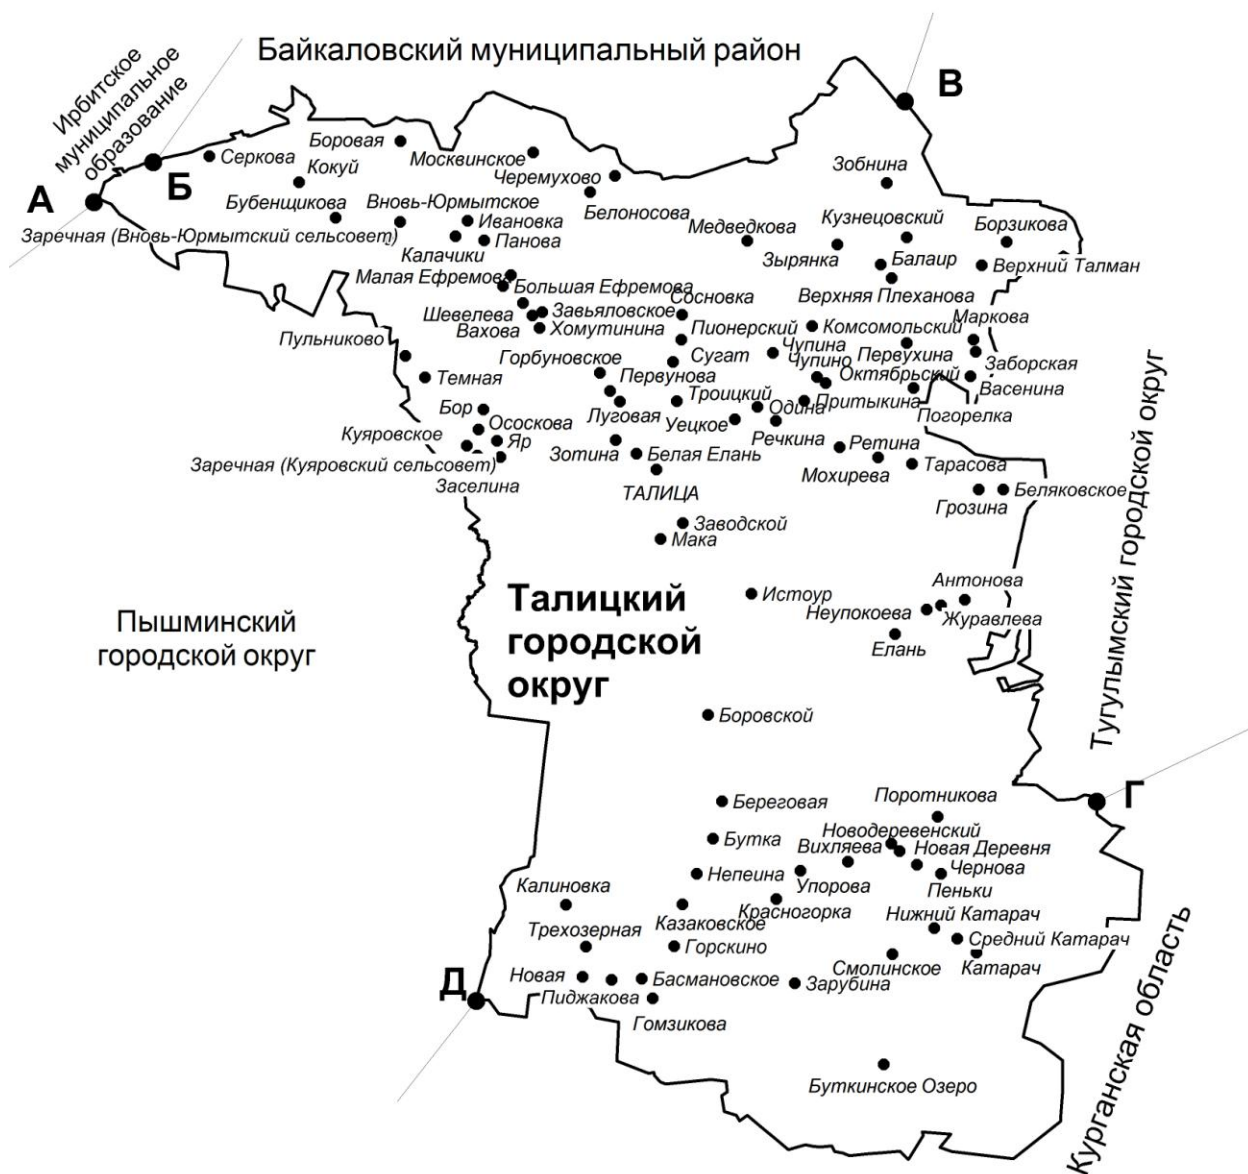 Байкаловский муниципальный район
Ирбитское
муниципальное
образование
А
Б
В
Серкова
Боровая
Москвинское
Кокуй
Черемухово
Зобнина
Бубенщикова
Вновь-Юрмытское
Белоносова
Заречная (Вновь-Юрмытский сельсовет)
Ивановка
Калачики
Панова
Медведкова
Кузнецовский
Борзикова
Зырянка
Балаир
Верхний Талман
Малая Ефремова
Большая Ефремова
Верхняя Плеханова
Сосновка
Шевелева
Завьяловское
Вахова
Хомутинина
Пионерский
Комсомольский
Маркова
Пульниково
Горбуновское
Сугат
Чупина
Чупино
Первухина
Заборская
Темная
Первунова
Октябрьский
Васенина
Бор
Луговая
Троицкий
Одина
Притыкина
Погорелка
Ососкова
Уецкое
Речкина
Куяровское
Яр
Зотина
Белая Елань
Ретина
Заречная (Куяровский сельсовет)
Мохирева
Тарасова
Заселина
ТАЛИЦА
Грозина
Беляковское
Заводской
Мака
Тугулымский городской округ
Истоур
Антонова
Неупокоева
Журавлева
Елань
Пышминский
городской округ
Талицкий
городской
округ
Боровской
Г
Береговая
Поротникова
Бутка
Новодеревенский
Вихляева
Новая Деревня
Непеина
Упорова
Чернова
Пеньки
Калиновка
Казаковское
Красногорка
Нижний Катарач
Трехозерная
Горскино
Средний Катарач
Смолинское
Катарач
Д
Новая
Пиджакова
Басмановское
Зарубина
Гомзикова
Буткинское Озеро
Курганская область